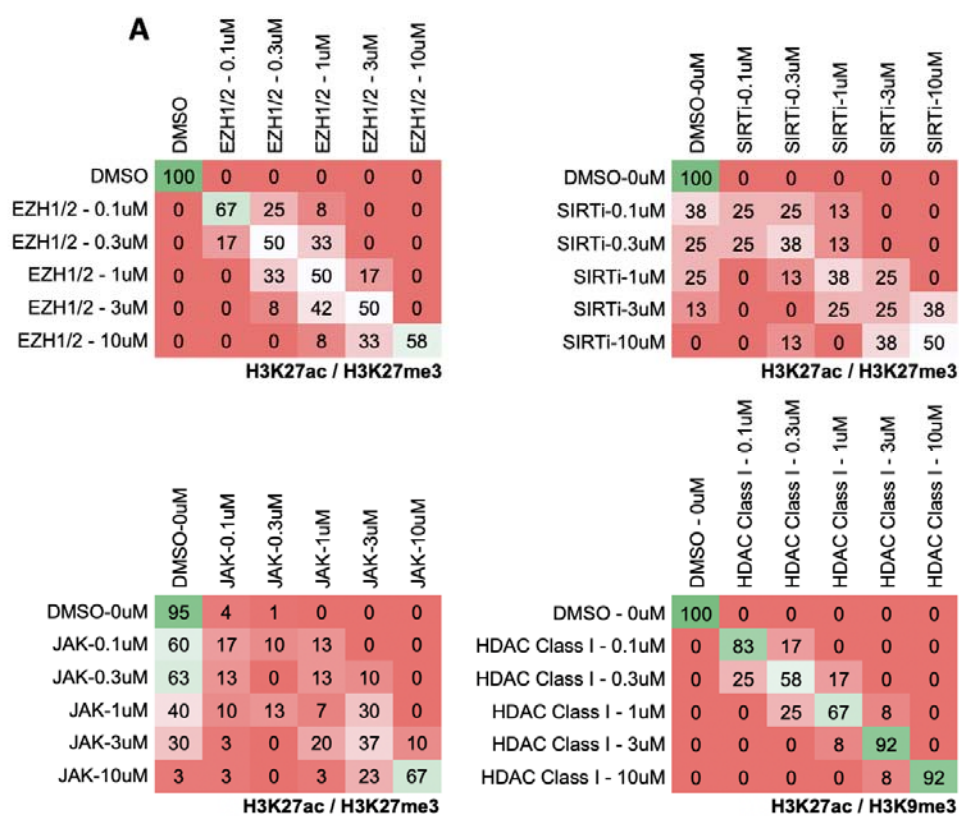 A
DMSO EZH1/2 - 0.1uM EZH1/2 - 0.3uM EZH1/2 - 1uM EZH1/2 - 3uM EZH1/2 - 10uM
DMSO 100 0 0 0 0 0
EZH1/2 - 0.1uM 0 67 25 8 0 0
EZH1/2 - 0.3uM 0 17 50 33 0 0
EZH1/2 - 1uM 0 0 33 50 17 0
EZH1/2 - 3uM 0 0 8 42 50 0
EZH1/2 - 10uM 0 0 0 8 33 58
H3K27ac / H3K27me3
DMSO-0uM SIRTi-0.1uM SIRTi-0.3uM SIRTi-1uM SIRTi-3uM SIRTi-10uM
DMSO-0uM 100 0 0 0 0 0
SIRTi-0.1uM 38 25 25 13 0 0
SIRTi-0.3uM 25 25 38 13 0 0
SIRTi-1uM 25 0 13 38 25 0
SIRTi-3uM 13 0 0 25 25 38
SIRTi-10uM 0 0 13 0 38 50
H3K27ac / H3K27me3
DMSO-0uM JAK-0.1uM JAK-0.3uM JAK-1uM JAK-3uM JAK-10uM
DMSO-0uM 95 4 1 0 0 0
JAK-0.1uM 60 17 10 13 0 0
JAK-0.3uM 63 13 0 13 10 0
JAK-1uM 40 10 13 7 30 0
JAK-3uM 30 3 0 20 37 10
JAK-10uM 3 3 0 3 23 67
H3K27ac / H3K27me3
DMSO - 0uM HDAC Class I - 0.1uM HDAC Class I - 0.3uM HDAC Class I - 1uM HDAC Class I - 3uM HDAC Class I - 10uM
DMSO - 0uM 100 0 0 0 0 0
HDAC Class I - 0.1uM 0 83 17 0 0 0
HDAC Class I - 0.3uM 0 25 58 17 0 0
HDAC Class I - 1uM 0 0 25 67 8 0
HDAC Class I - 3uM 0 0 0 8 92 0
HDAC Class I - 10uM 0 0 0 0 8 92
H3K27ac / H3K9me3